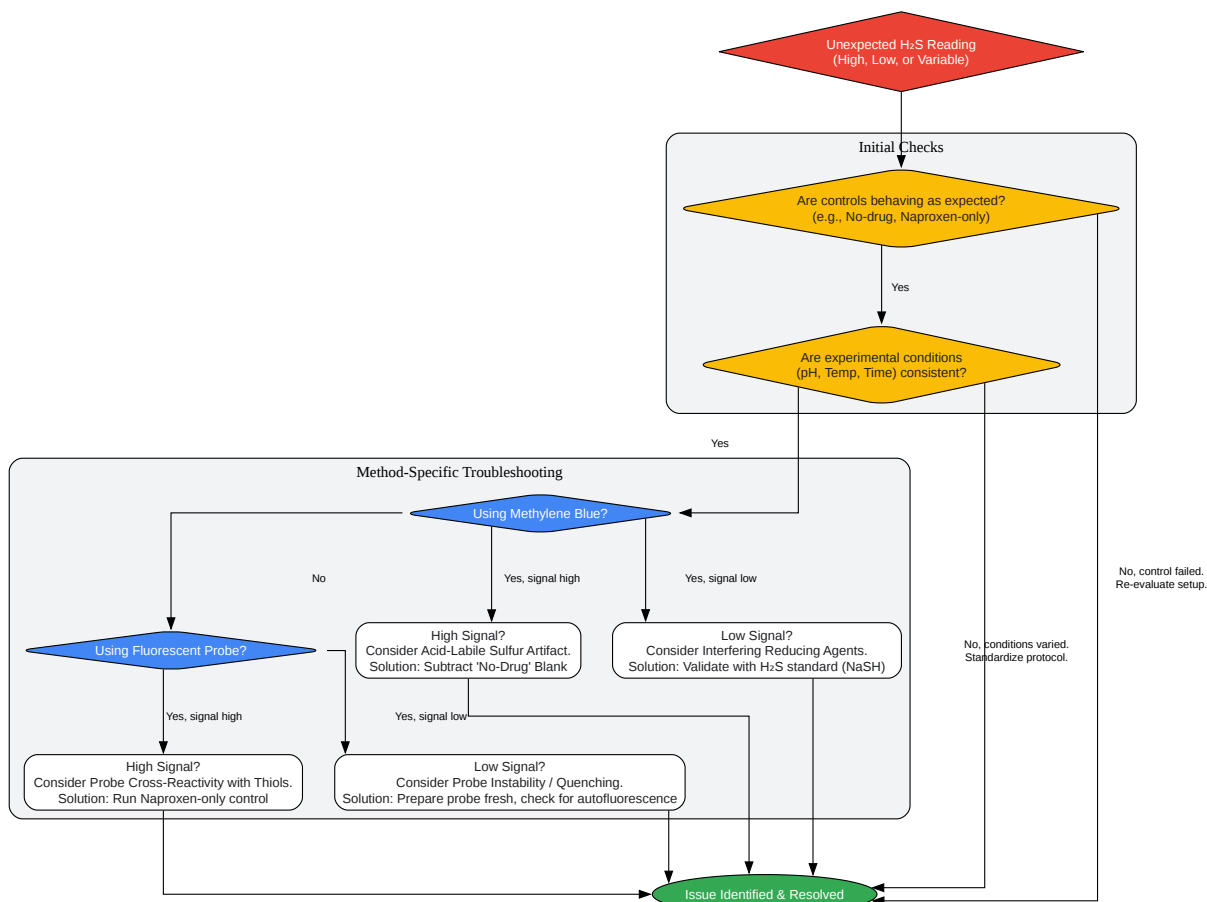 Unexpected H₂S Reading
(High, Low, or Variable)
Initial Checks
Are controls behaving as expected?
(e.g., No-drug, Naproxen-only)
Yes
Are experimental conditions
(pH, Temp, Time) consistent?
Yes
Method-Specific Troubleshooting
Using Methylene Blue?
No
Yes, signal high
Yes, signal low
No, control failed.
Re-evaluate setup.
Using Fluorescent Probe?
High Signal?
Consider Acid-Labile Sulfur Artifact.
Solution: Subtract 'No-Drug' Blank
Low Signal?
Consider Interfering Reducing Agents.
Solution: Validate with H₂S standard (NaSH)
No, conditions varied.
Standardize protocol.
Yes, signal high
Yes, signal low
High Signal?
Consider Probe Cross-Reactivity with Thiols.
Solution: Run Naproxen-only control
Low Signal?
Consider Probe Instability / Quenching.
Solution: Prepare probe fresh, check for autofluorescence
Issue Identified & Resolved